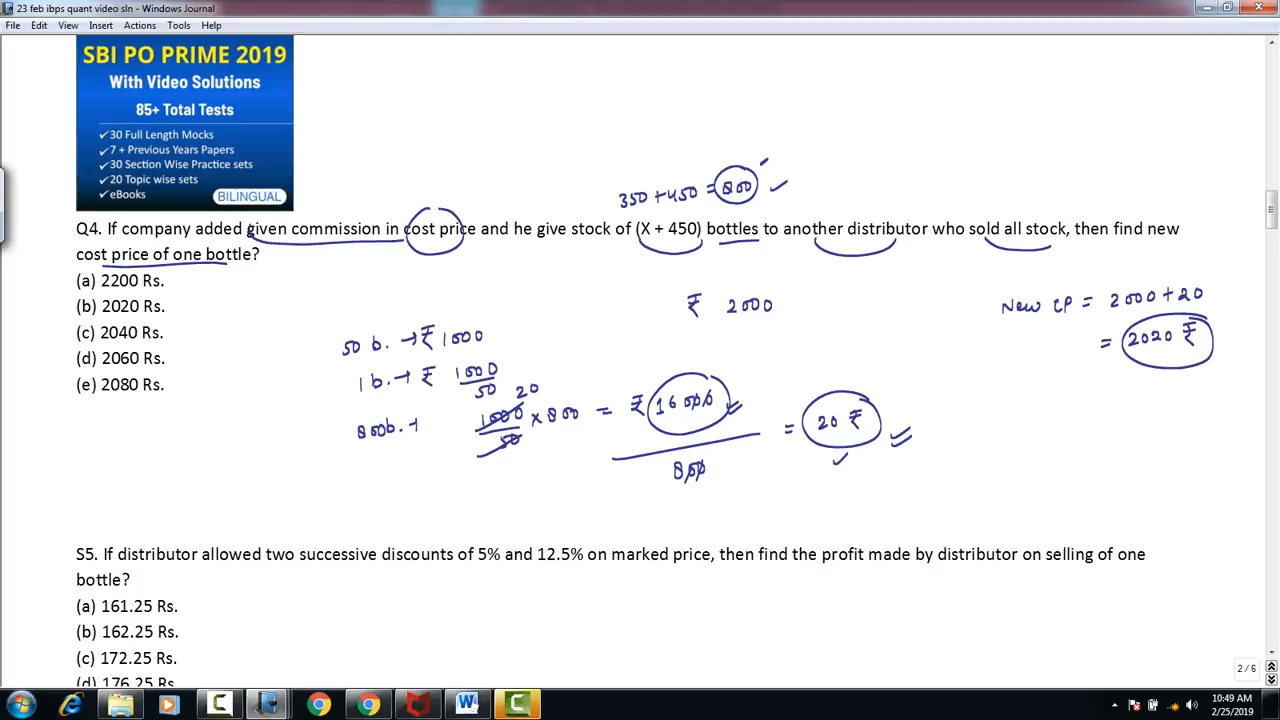 23 feb ibps quant video sln - Windows Journal
File Edit View Insert Actions Tools Help
SBI PO PRIME 2019
With Video Solutions
85+ Total Tests
✓30 Full Length Mocks
✓7 + Previous Years Papers
✓30 Section Wise Practice sets
✓20 Topic wise sets
✓eBooks
BILINGUAL
350 + 450 = 800
Q4. If company added given commission in cost price and he give stock of (X + 450) bottles to another distributor who sold all stock, then find new
cost price of one bottle?
(a) 2200 Rs.
(b) 2020 Rs.
(c) 2040 Rs.
(d) 2060 Rs.
(e) 2080 Rs.
₹ 2000
New CP = 2000 + 20
= 2020 ₹
50 b. → ₹ 1000
1 b. → ₹ 1000
50
20
800b. → 1000 × 800 = ₹ 16000 = 20 ₹
50
800
S5. If distributor allowed two successive discounts of 5% and 12.5% on marked price, then find the profit made by distributor on selling of one
bottle?
(a) 161.25 Rs.
(b) 162.25 Rs.
(c) 172.25 Rs.
(d) 176.25 Rs.
2 / 6
10:49 AM
2/25/2019